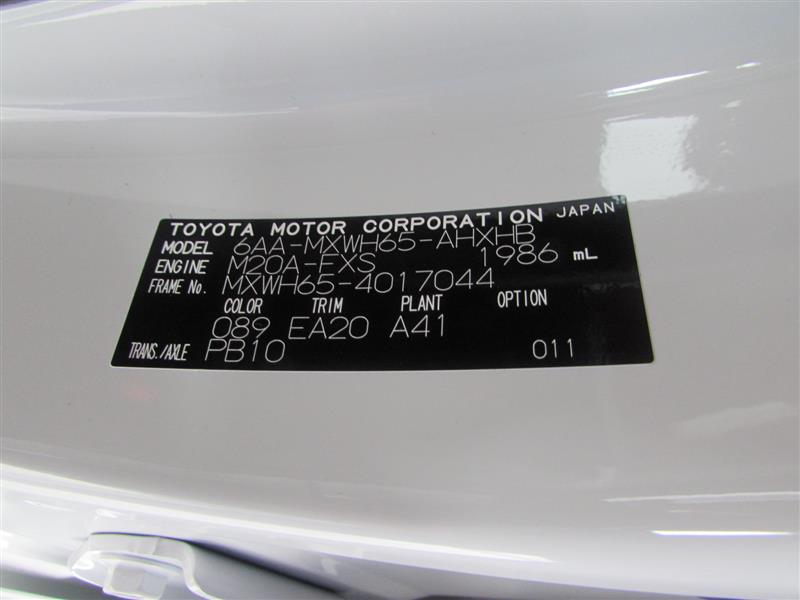 TOYOTA MOTOR CORPORATION JAPAN
MODEL 6AA-MXWH65-AHXHB
ENGINE M20A-FXS 1986 mL
FRAME No. MXWH65-4017044
COLOR TRIM PLANT OPTION
089 EA20 A41
TRANS./AXLE PB10 011